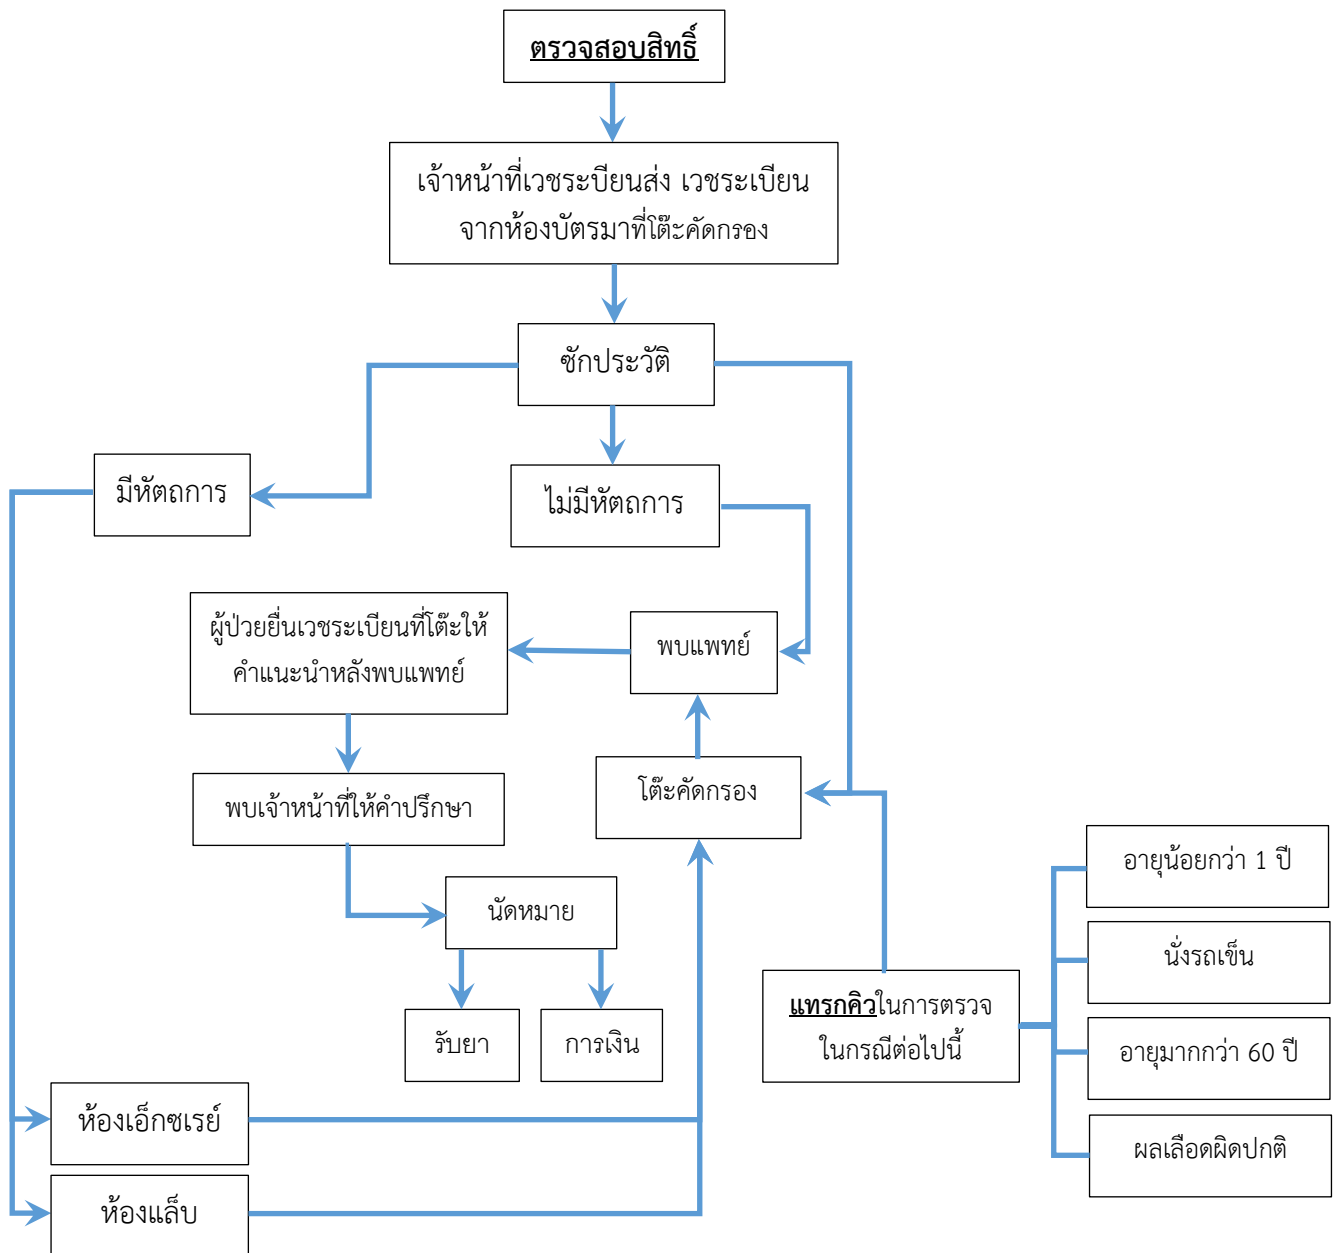 ตรวจสอบสิทธิ์
เจ้าหน้าที่เวชระบียนส่ง เวชระเบียน
จากห้องบัตรมาที่โต๊ะคัดกรอง
ซักประวัติ
มีหัตถการ
ไม่มีหัตถการ
ผู้ป่วยยื่นเวชระเบียนที่โต๊ะให้
คำแนะนำหลังพบแพทย์
พบแพทย์
โต๊ะคัดกรอง
พบเจ้าหน้าที่ให้คำปรึกษา
นัดหมาย
รับยา
การเงิน
แทรกคิวในการตรวจ
ในกรณีต่อไปนี้
อายุน้อยกว่า 1 ปี
นั่งรถเข็น
อายุมากกว่า 60 ปี
ผลเลือดผิดปกติ
ห้องเอ็กซเรย์
ห้องแล็บ